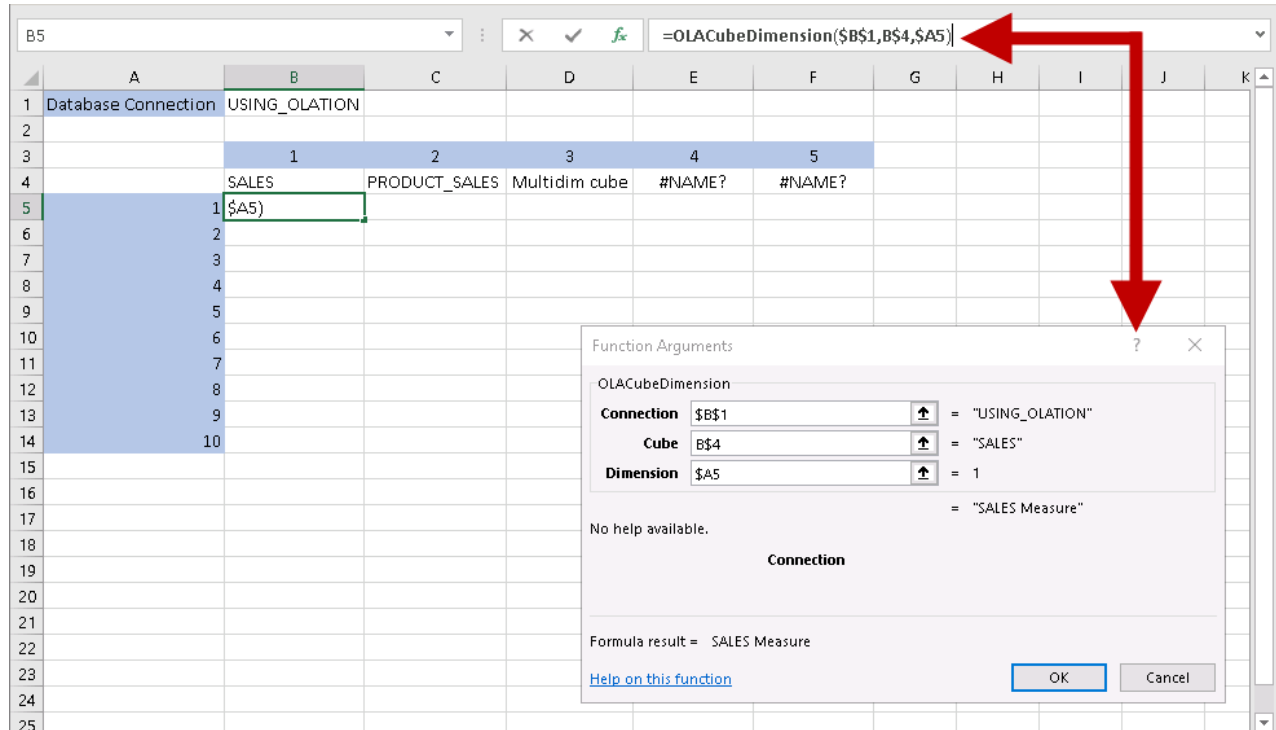 B5 fx =OLACubeDimension($B$1,B$4,$A5)
A B C D E F G H I J K
1 Database Connection USING_OLATION
2
3 1 2 3 4 5
4 SALES PRODUCT_SALES Multidim cube #NAME? #NAME?
5 1 $A5)
6 2
7 3
8 4
9 5
10 6
11 7
12 8
13 9
14 10
15
16
17
18
19
20
21
22
23
24
25
Function Arguments ?
OLACubeDimension
Connection $B$1 = "USING_OLATION"
Cube B$4 = "SALES"
Dimension $A5 = 1
= "SALES Measure"
No help available.
Connection
Formula result = SALES Measure
Help on this function OK Cancel